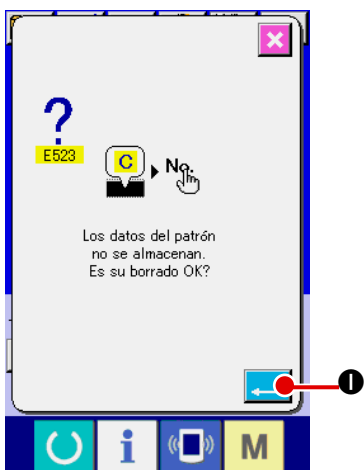 E523
C
No.
Los datos del patrón
no se almacenan.
Es su borrado OK?
I
i
M